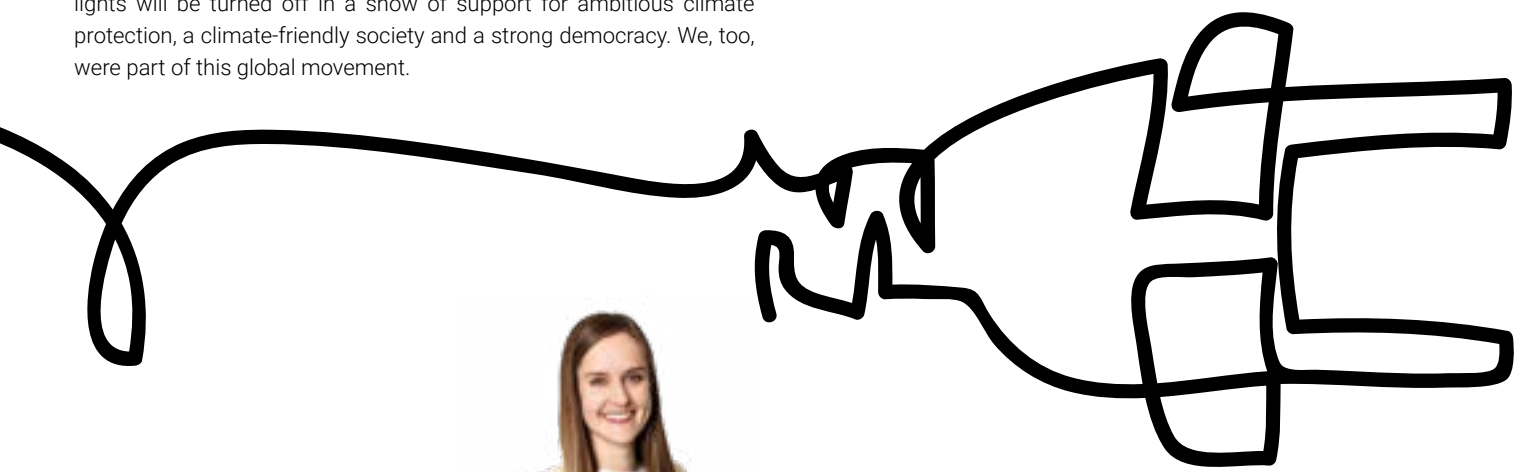 lights will be turned off in a show of support for ambitious climate
protection, a climate-friendly society and a strong democracy. We, too,
were part of this global movement.